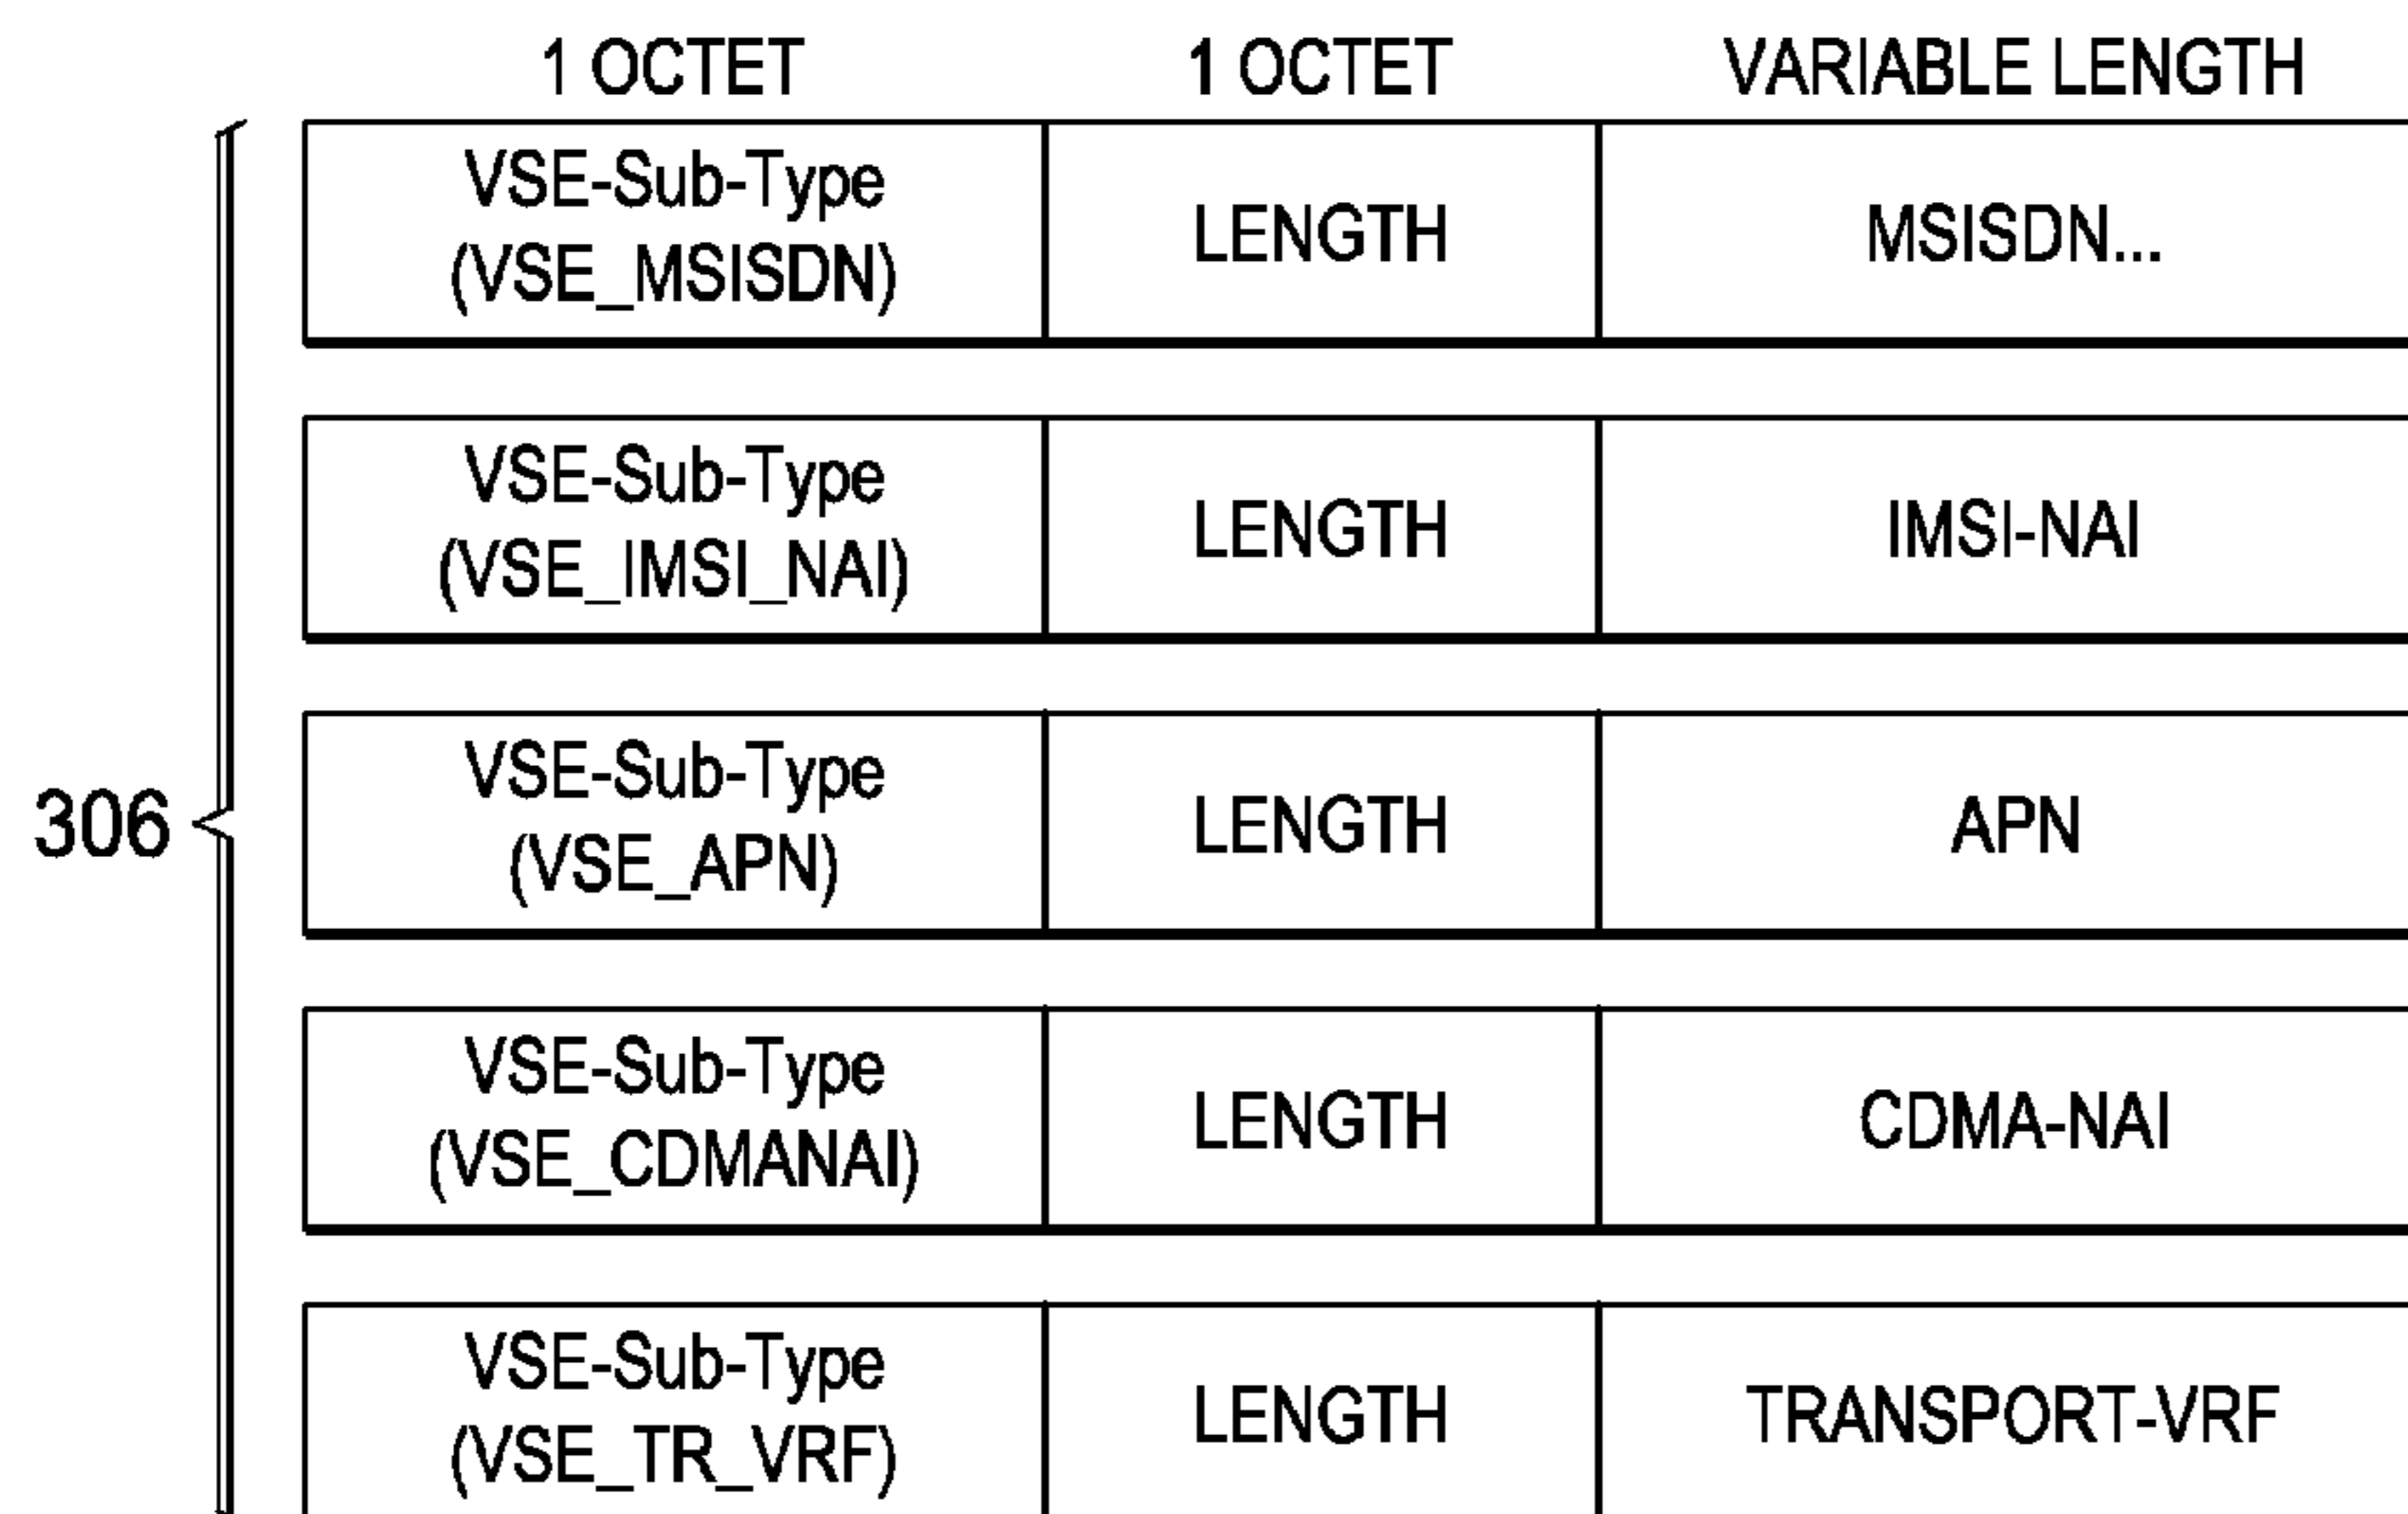 1 OCTET 1 OCTET VARIABLE LENGTH
VSE-Sub-Type
(VSE_MSISDN)
LENGTH
MSISDN...
VSE-Sub-Type
(VSE_IMSI_NAI)
LENGTH
IMSI-NAI
306
VSE-Sub-Type
(VSE_APN)
LENGTH
APN
VSE-Sub-Type
(VSE_CDMANAI)
LENGTH
CDMA-NAI
VSE-Sub-Type
(VSE_TR_VRF)
LENGTH
TRANSPORT-VRF